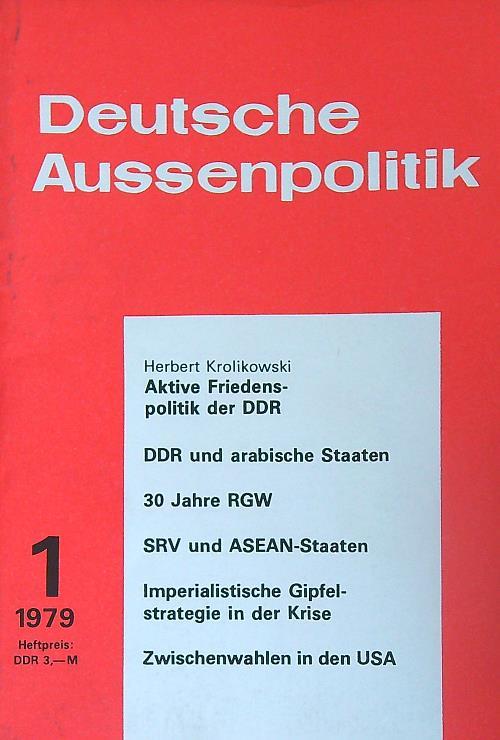 Deutsche
Aussenpolitik
Herbert Krolikowski
Aktive Friedens-
politik der DDR
DDR und arabische Staaten
30 Jahre RGW
SRV und ASEAN-Staaten
Imperialistische Gipfel-
strategie in der Krise
Zwischenwahlen in den USA
1
1979
Heftpreis:
DDR 3,—M